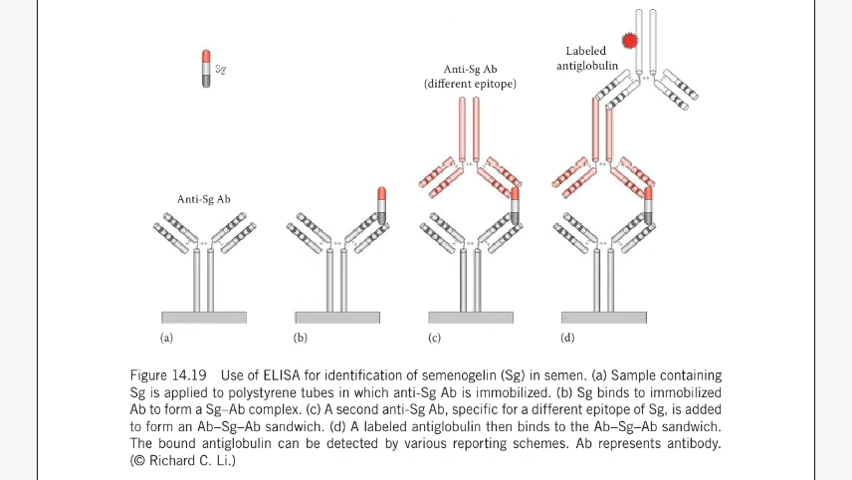 Sg
Labeled
antiglobulin
Anti-Sg Ab
(different epitope)
Anti-Sg Ab
(a)
(b)
(c)
(d)
Figure 14.19 Use of ELISA for identification of semenogelin (Sg) in semen. (a) Sample containing
Sg is applied to polystyrene tubes in which anti-Sg Ab is immobilized. (b) Sg binds to immobilized
Ab to form a Sg–Ab complex. (c) A second anti-Sg Ab, specific for a different epitope of Sg, is added
to form an Ab–Sg–Ab sandwich. (d) A labeled antiglobulin then binds to the Ab–Sg–Ab sandwich.
The bound antiglobulin can be detected by various reporting schemes. Ab represents antibody.
(© Richard C. Li.)